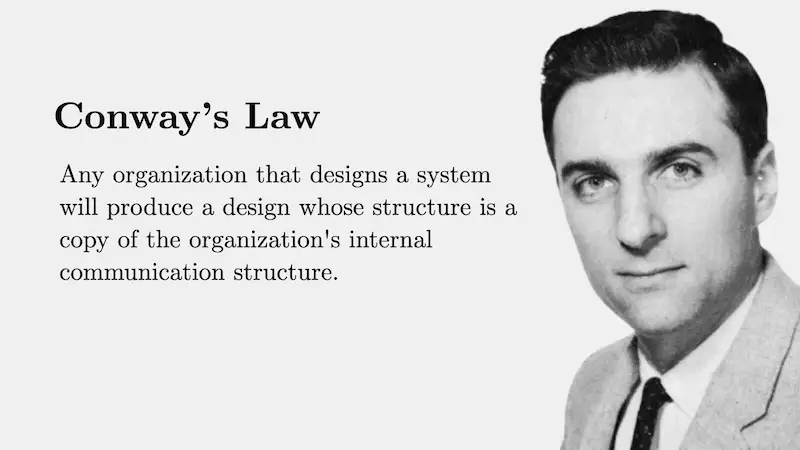 Conway’s Law
Any organization that designs a system
will produce a design whose structure is a
copy of the organization's internal
communication structure.